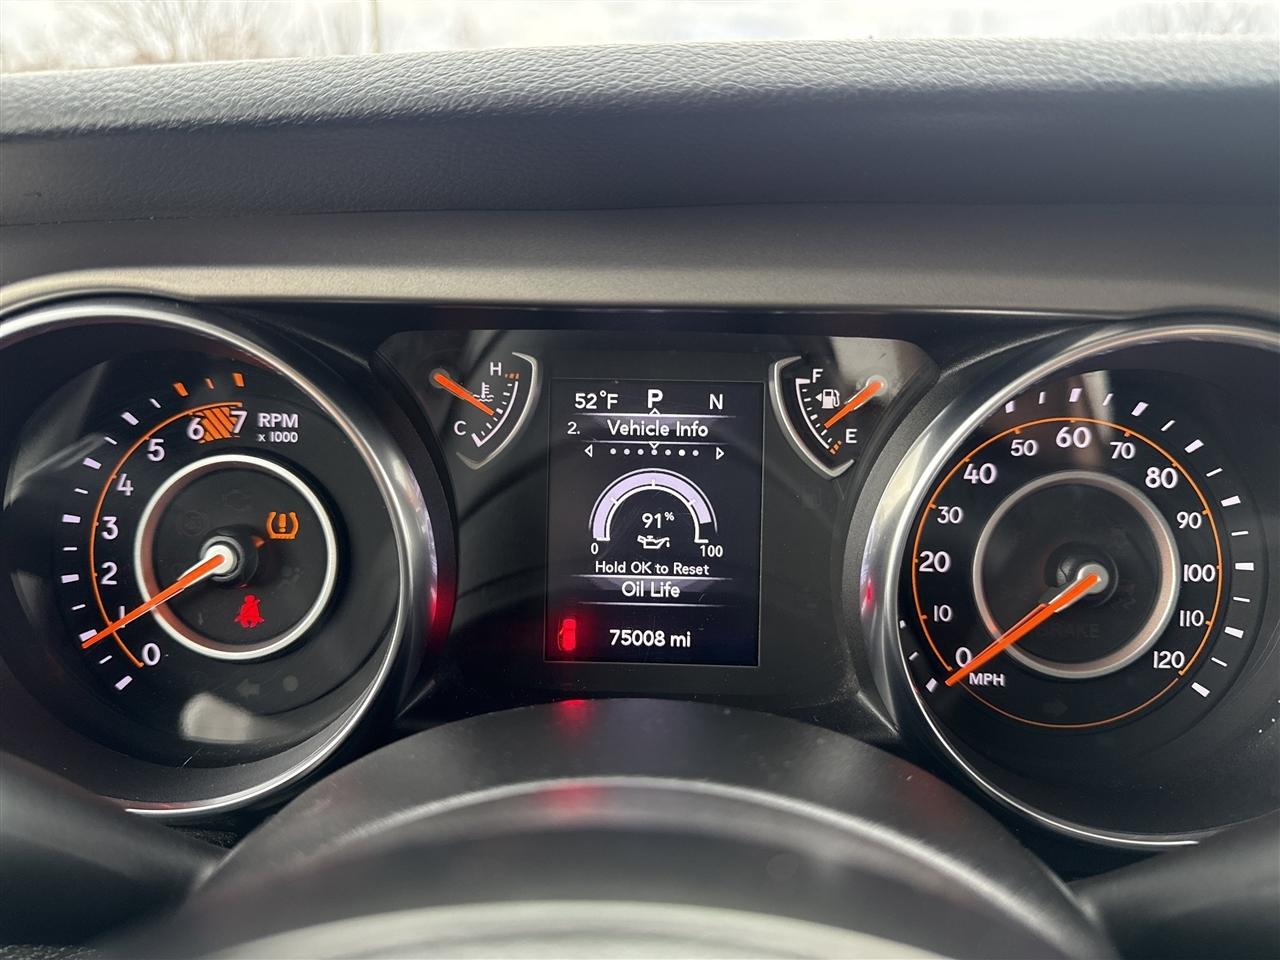 7
6
5
4
3
2
1
0
RPM
x 1000
H
C
52°F P N
2. Vehicle Info
91%
0 100
Hold OK to Reset
Oil Life
75008 mi
F
E
0
10
20
30
40
50
60
70
80
90
100
110
120
MPH
BRAKE